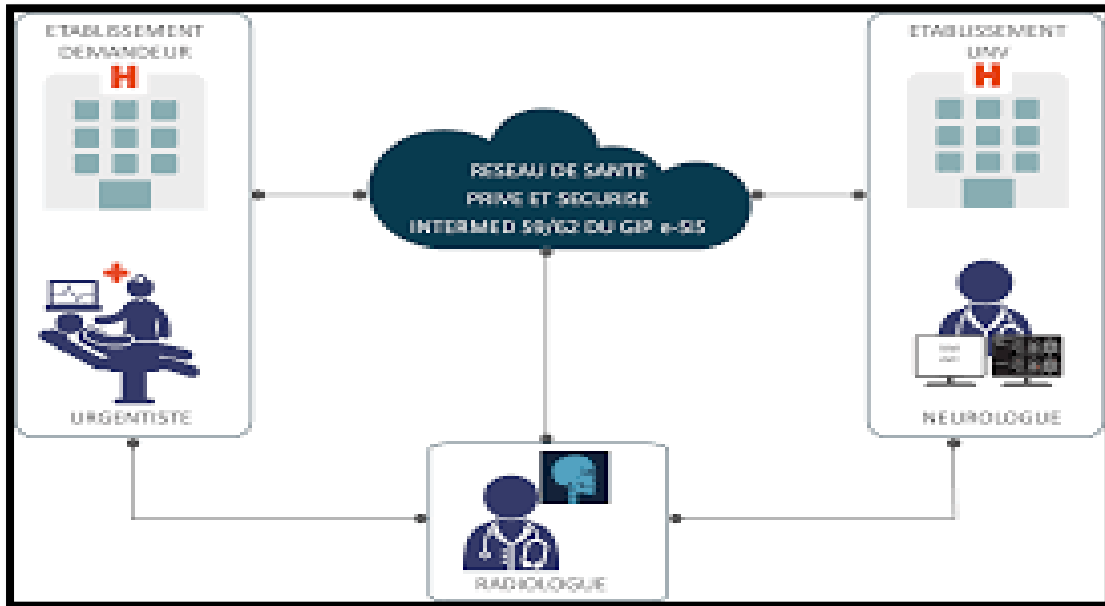 ETABLISSEMENT
DEMANDEUR
H
URGENTISTE
RESEAU DE SANTE
PRIVE ET SECURISE
INTERMED 59/62 DU GIP e-SIS
ETABLISSEMENT
UNV
H
NEUROLOGUE
RADIOLOGUE